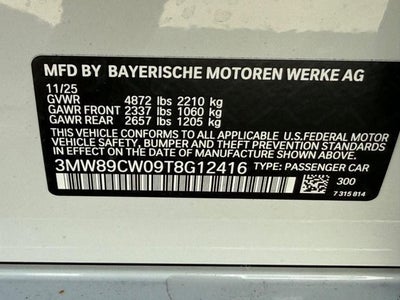 MFD BY BAYERISCHE MOTOREN WERKE AG
11/25
GVWR 4872 lbs 2210 kg
GAWR FRONT 2337 lbs 1060 kg
GAWR REAR 2657 lbs 1205 kg
THIS VEHICLE CONFORMS TO ALL APPLICABLE U.S.FEDERAL MOTOR
VEHICLE SAFETY, BUMPER AND THEFT PREVENTION STANDARDS
IN EFFECT ON THE DATE OF MANUFACTURE SHOWN ABOVE.
3MW89CW09T8G12416 TYPE: PASSENGER CAR
300
7 315 814